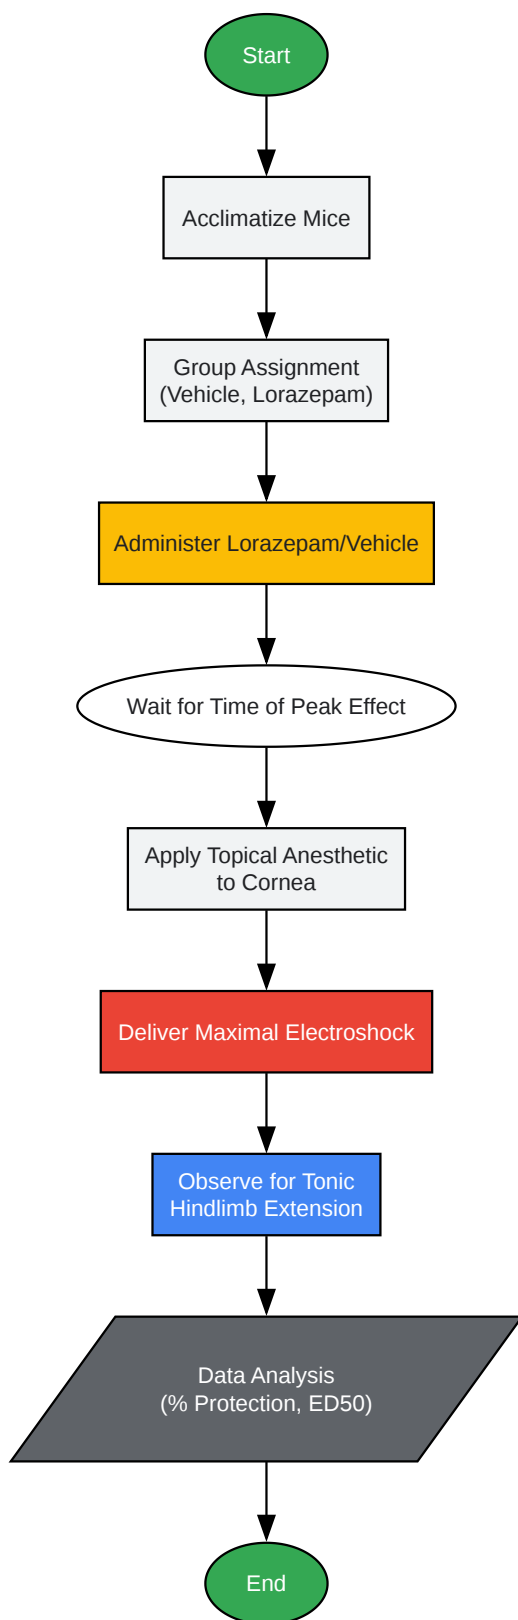 Start
Acclimatize Mice
Group Assignment
(Vehicle, Lorazepam)
Administer Lorazepam/Vehicle
Wait for Time of Peak Effect
Apply Topical Anesthetic
to Cornea
Deliver Maximal Electroshock
Observe for Tonic
Hindlimb Extension
Data Analysis
(% Protection, ED50)
End